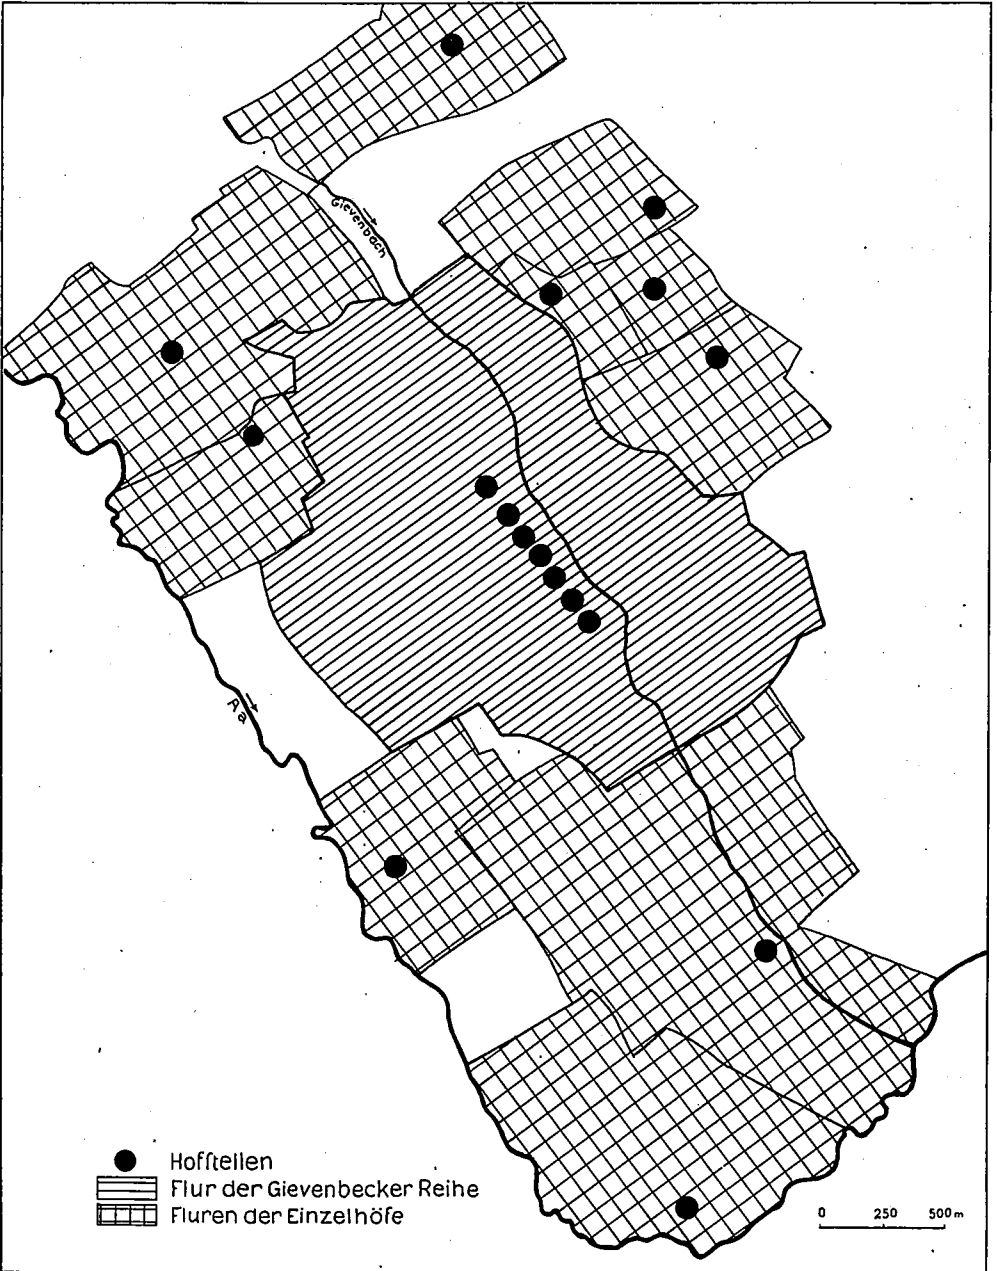 Gievenbach
Aa
Hofſtellen
Flur der Gievenbecker Reihe
Fluren der Einzelhöfe
0 250 500 m